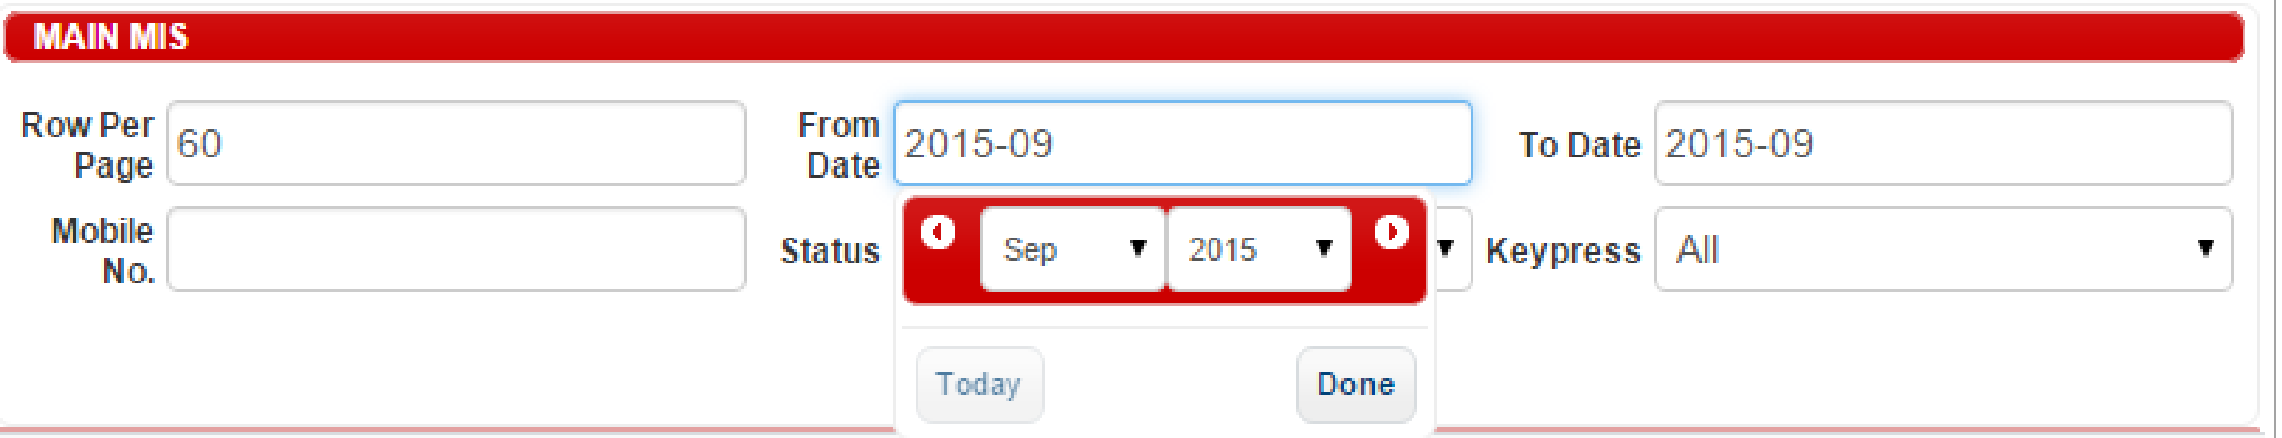 MAIN MIS
Row Per Page 60
From Date 2015-09
To Date 2015-09
Mobile No.
Status
Sep 2015
Keypress All
Today Done